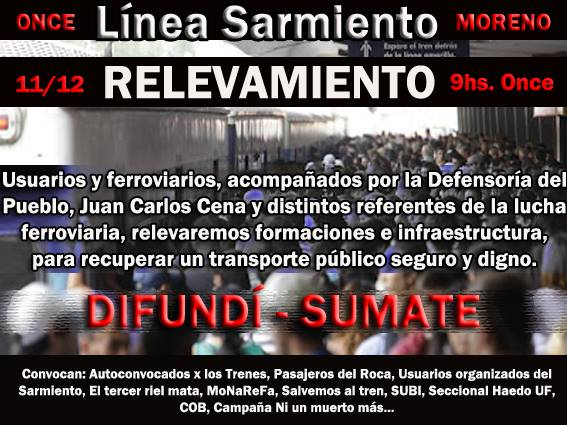 ONCE Línea Sarmiento MORENO
Espere el tren detrás
de la línea amarilla.
11/12 RELEVAMIENTO 9hs. Once
Usuarios y ferroviarios, acompañados por la Defensoría del
Pueblo, Juan Carlos Cena y distintos referentes de la lucha
ferroviaria, relevaremos formaciones e infraestructura,
para recuperar un transporte público seguro y digno.
DIFUNDÍ - SUMATE
Convocan: Autoconvocados x los Trenes, Pasajeros del Roca, Usuarios organizados del
Sarmiento, El tercer riel mata, MoNaReFa, Salvemos al tren, SUBI, Seccional Haedo UF,
COB, Campaña Ni un muerto más...